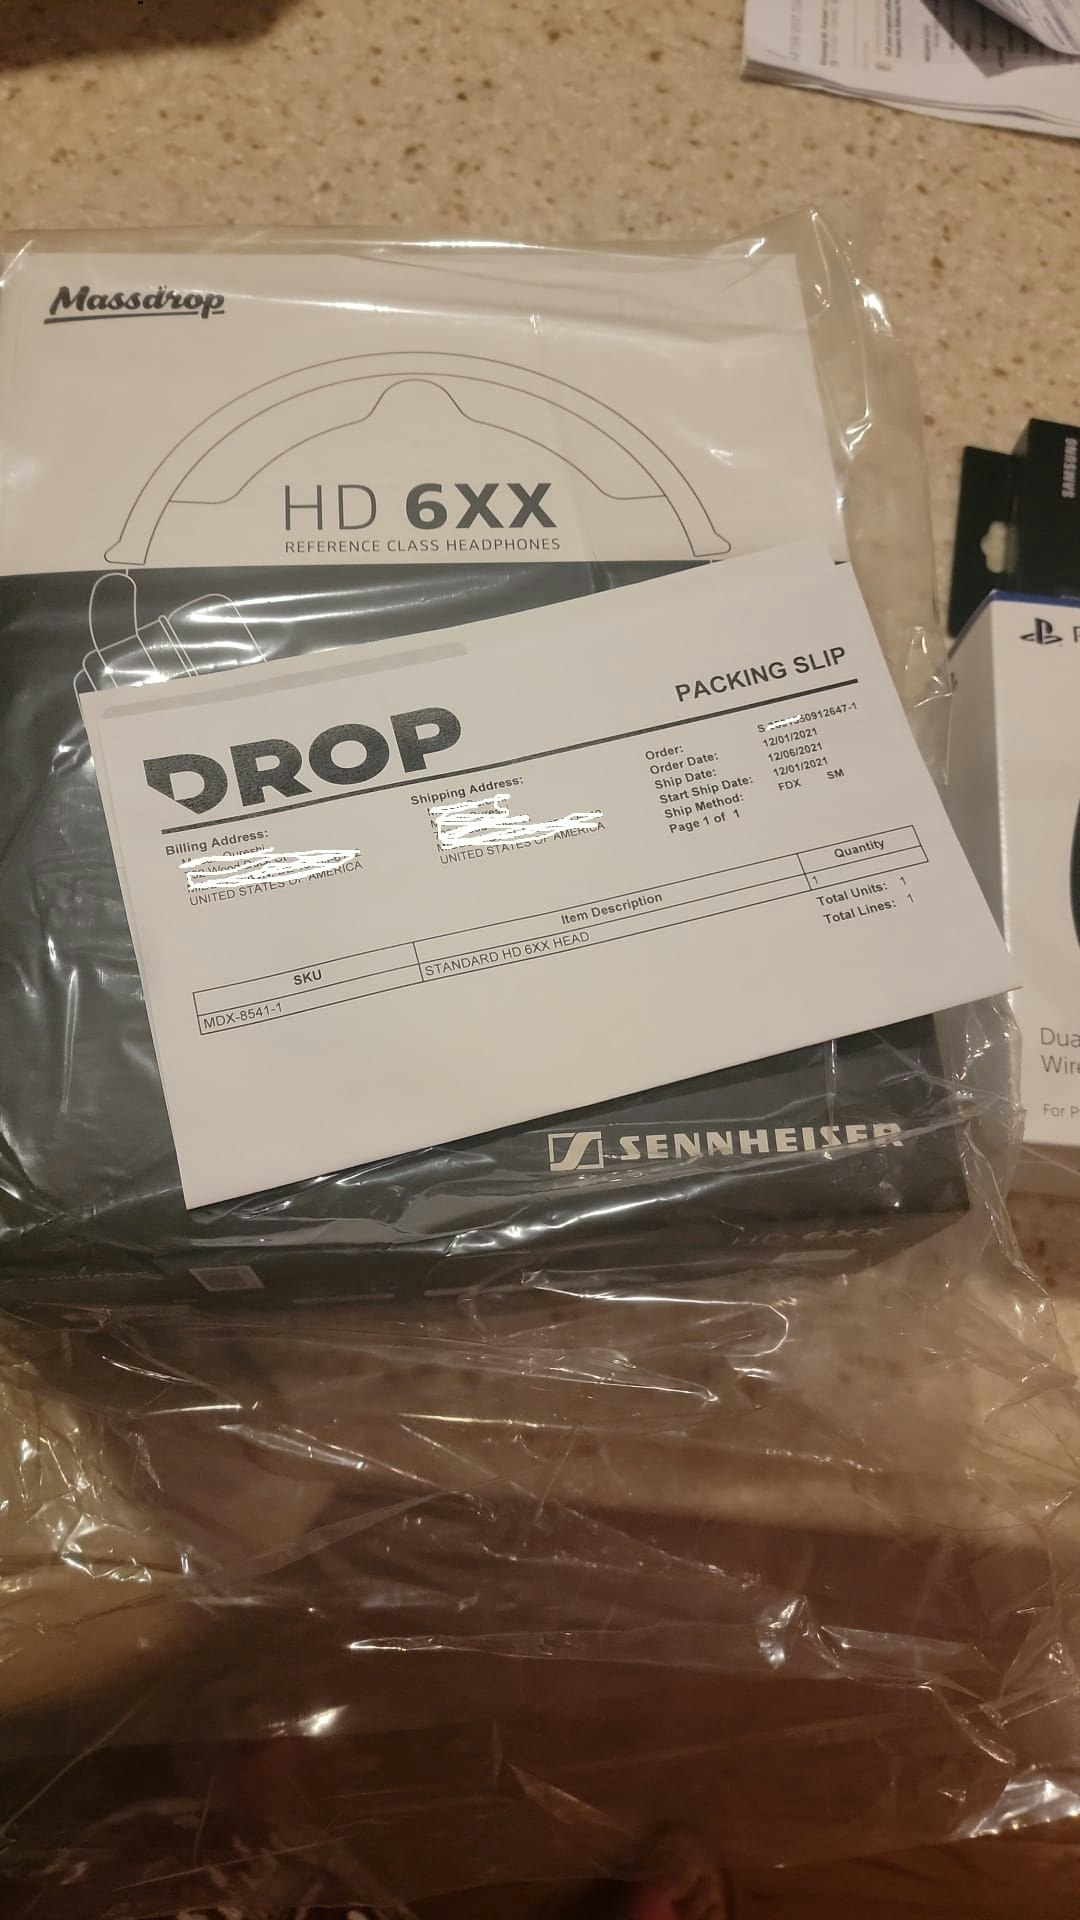 Massdrop
HD 6XX
REFERENCE CLASS HEADPHONES
SAMSUNG
DROP
PACKING SLIP
Billing Address:
UNITED STATES OF AMERICA
Shipping Address:
UNITED STATES OF AMERICA
Order: 50912647-1
Order Date: 12/01/2021
Ship Date: 12/06/2021
Start Ship Date: 12/01/2021
Ship Method: FDX SM
Page 1 of 1
SKU Item Description Quantity
MDX-8541-1 STANDARD HD 6XX HEAD 1
Total Units: 1
Total Lines: 1
SENNHEISER
HD 6XX
Dua
Wire
For P